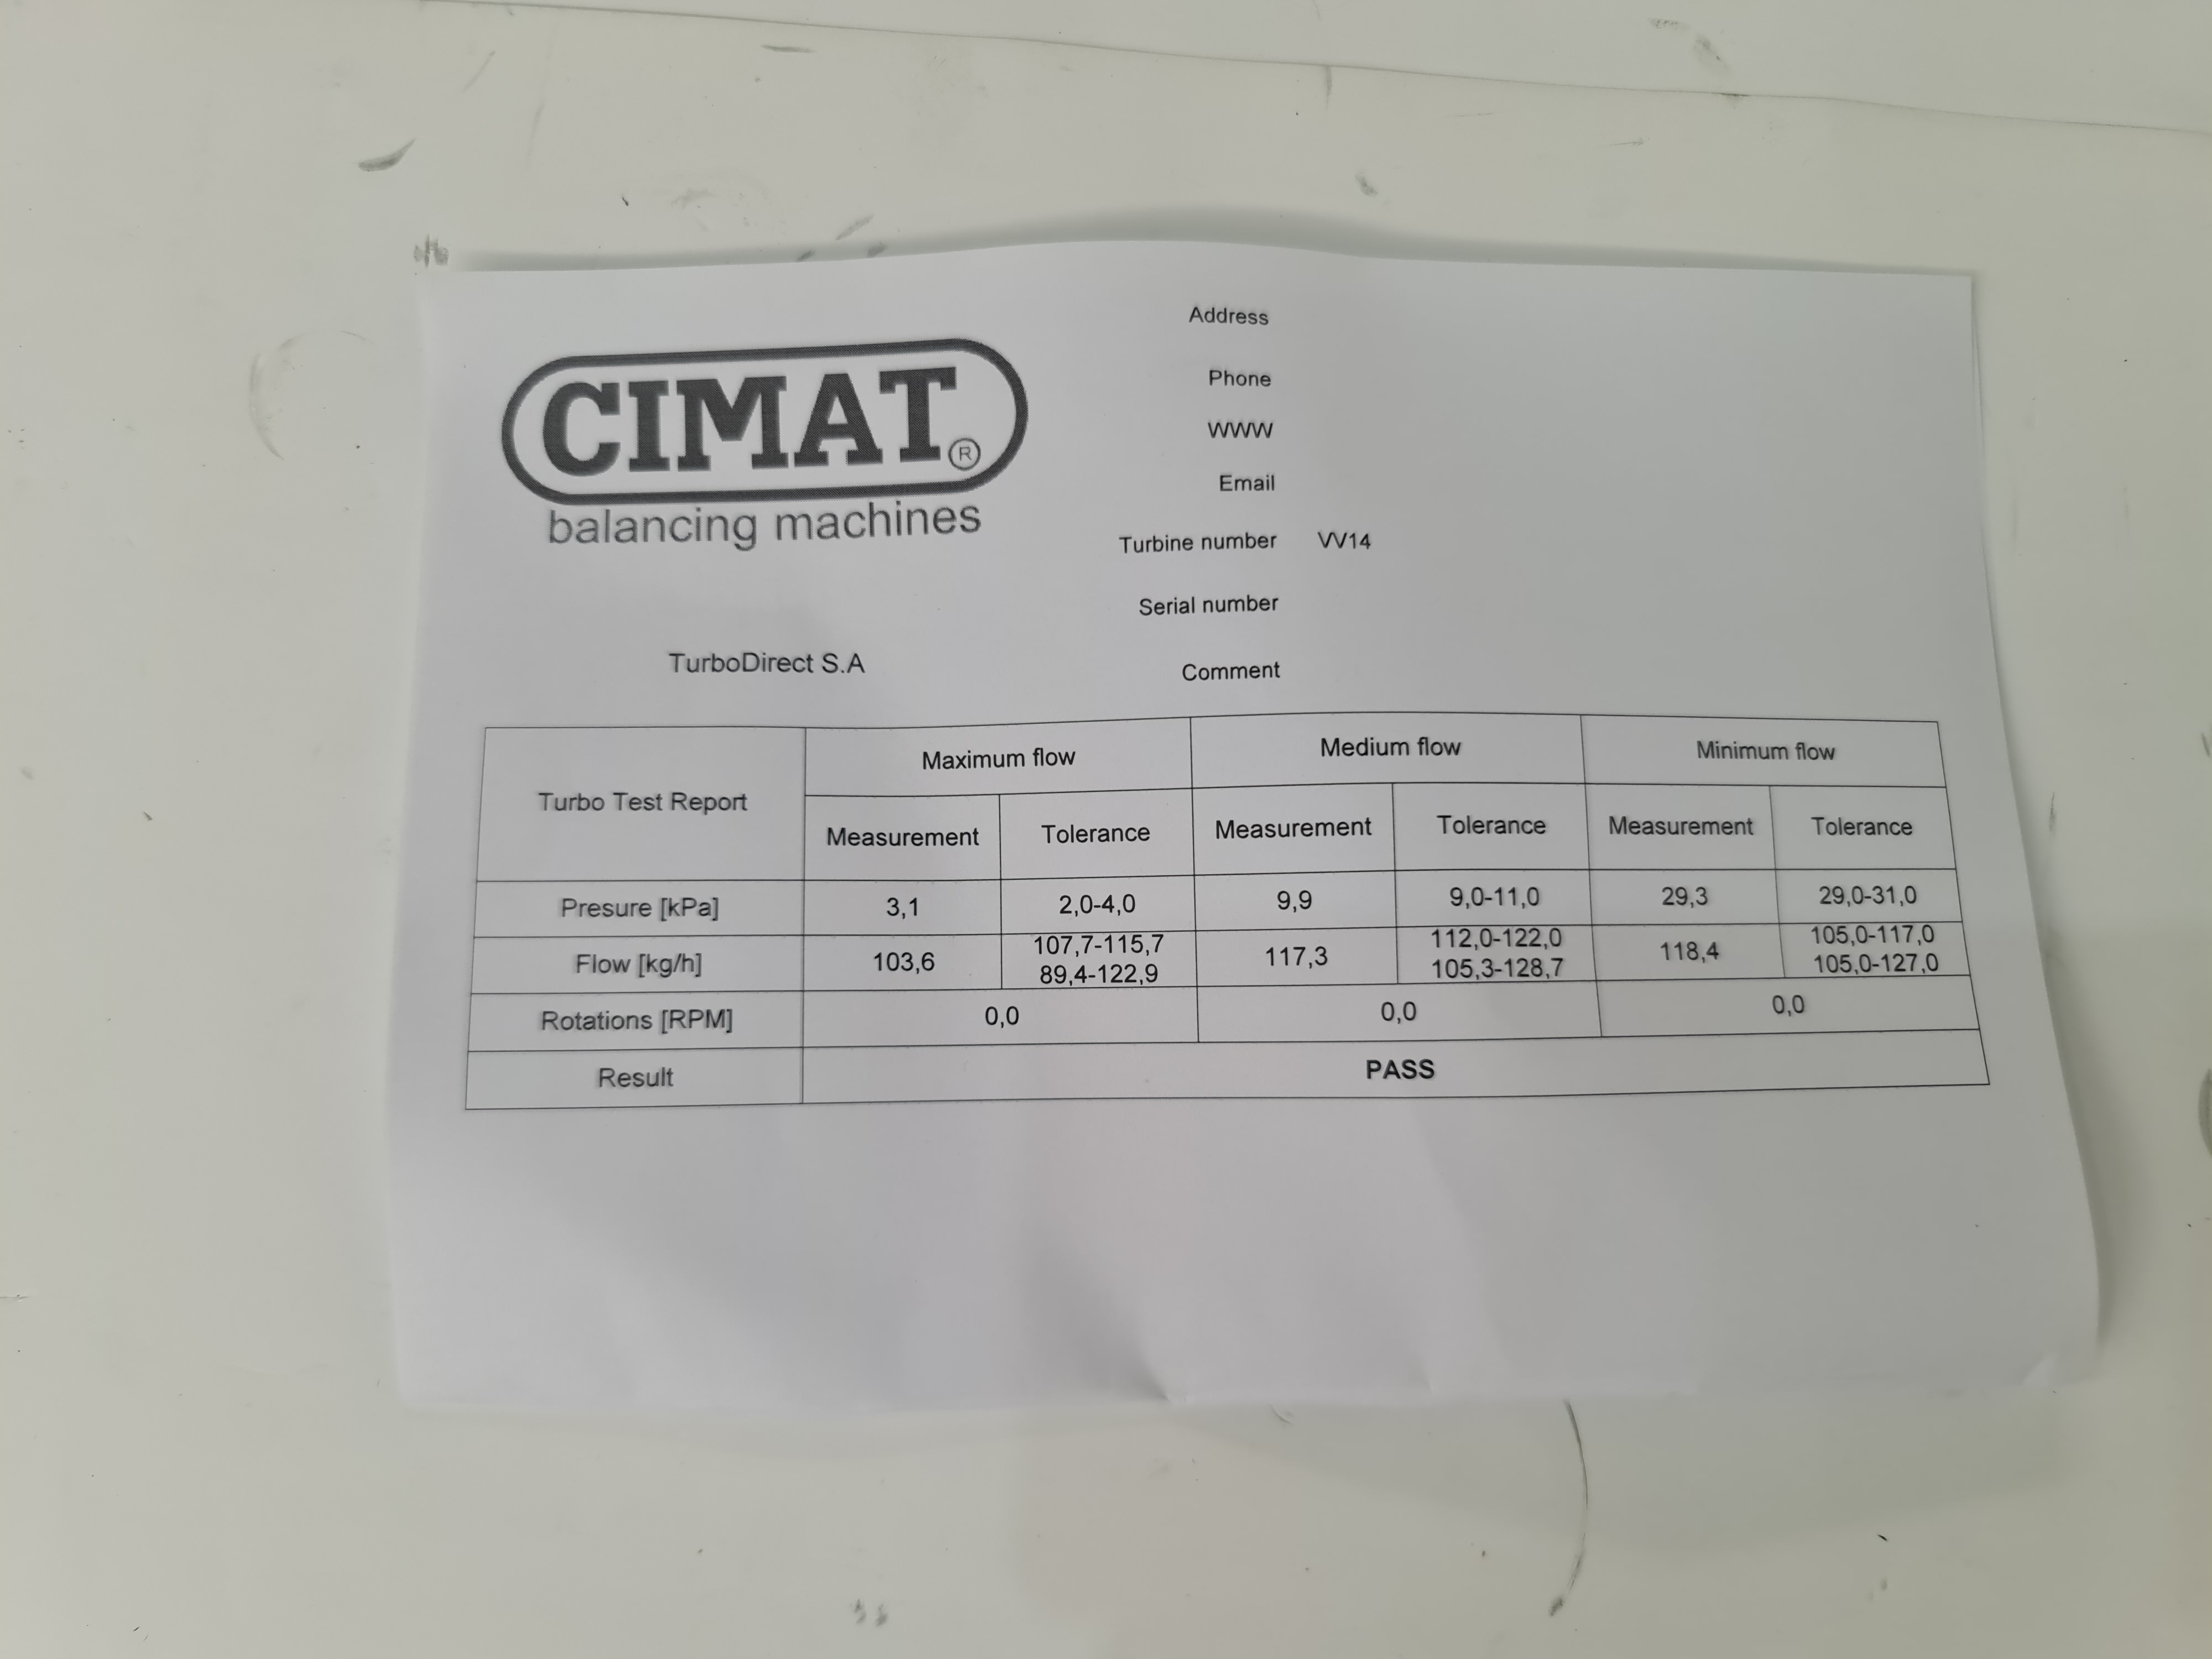 CIMAT®
balancing machines
TurboDirect S.A
Address
Phone
WWW
Email
Turbine number VV14
Serial number
Comment
Turbo Test Report Maximum flow Medium flow Minimum flow
Measurement Tolerance Measurement Tolerance Measurement Tolerance
Presure [kPa] 3,1 2,0-4,0 9,9 9,0-11,0 29,3 29,0-31,0
Flow [kg/h] 103,6 107,7-115,7 117,3 112,0-122,0 118,4 105,0-117,0
89,4-122,9 105,3-128,7 105,0-127,0
Rotations [RPM] 0,0 0,0 0,0
Result PASS